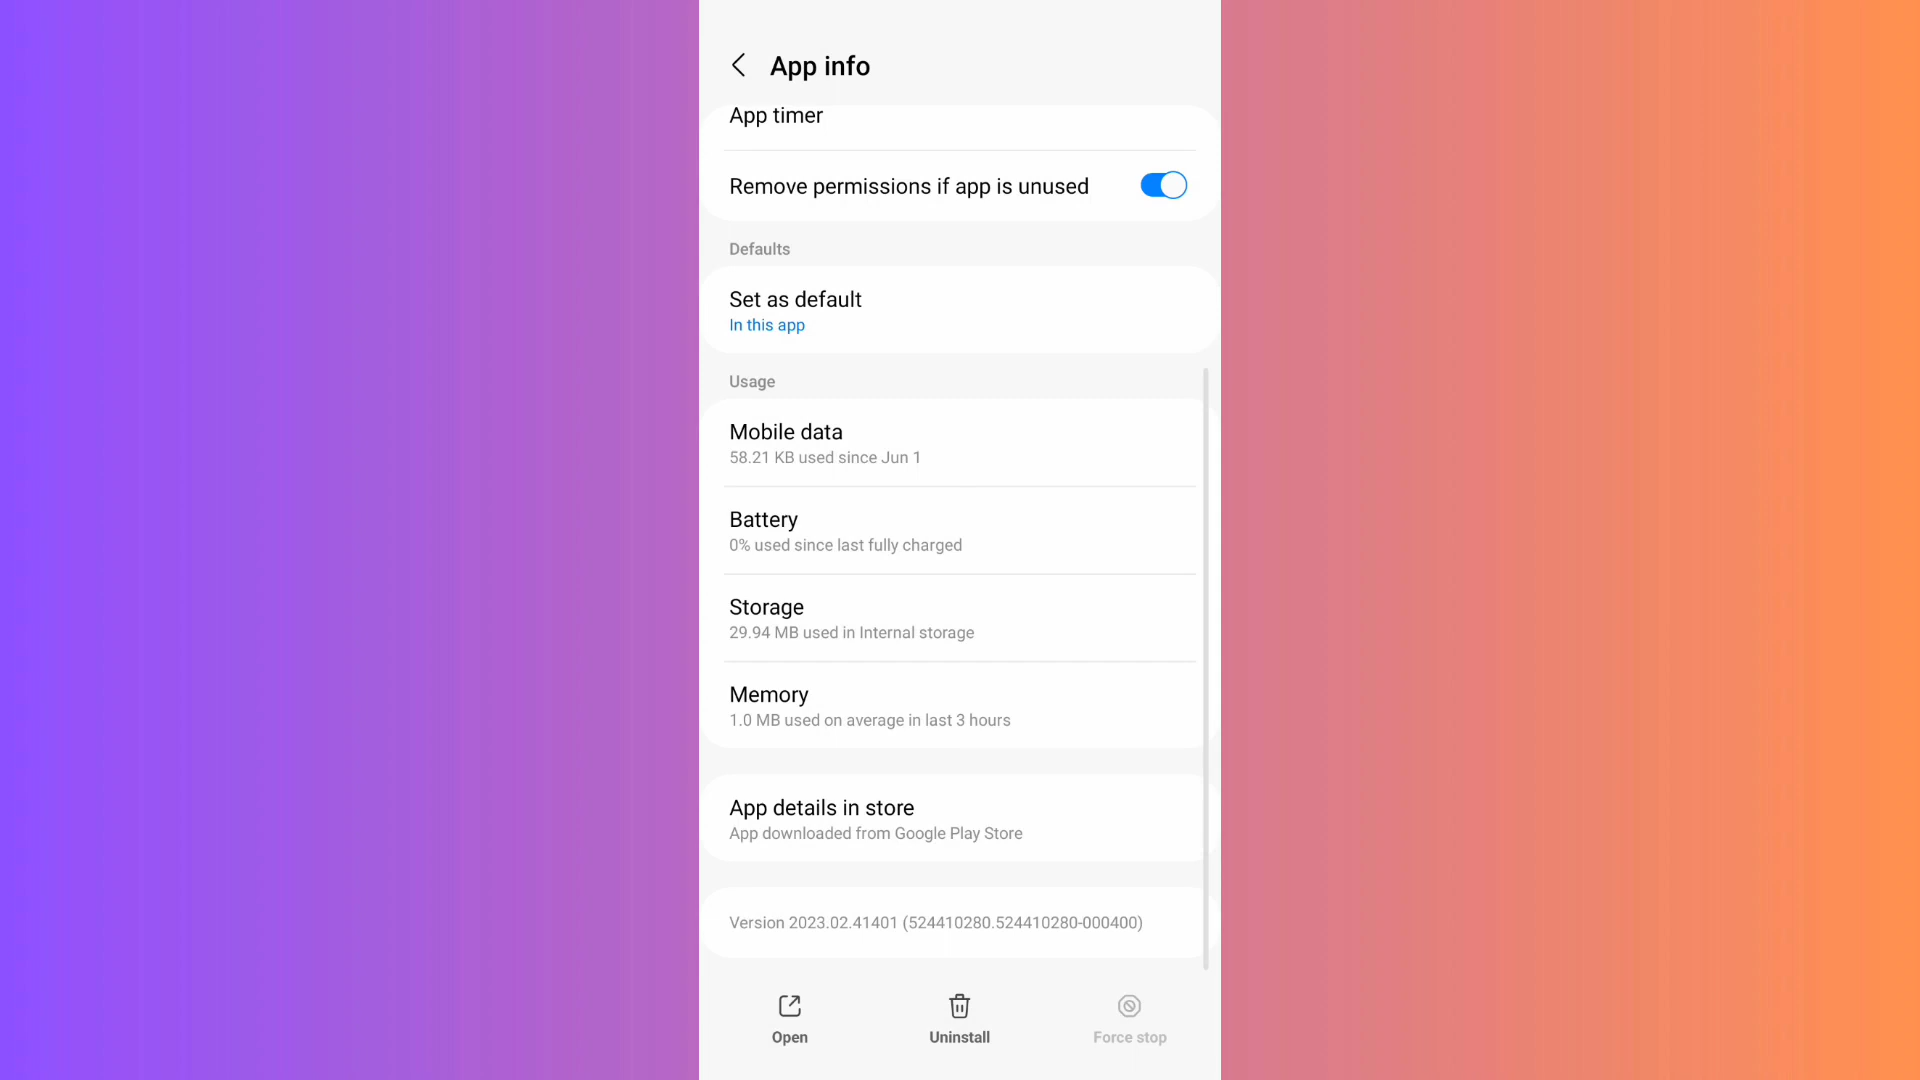 App info
App timer
Remove permissions if app is unused
Defaults
Set as default
In this app
Usage
Mobile data
58.21 KB used since Jun 1
Battery
0% used since last fully charged
Storage
29.94 MB used in Internal storage
Memory
1.0 MB used on average in last 3 hours
App details in store
App downloaded from Google Play Store
Version 2023.02.41401 (524410280.524410280-000400)
Open
Uninstall
Force stop